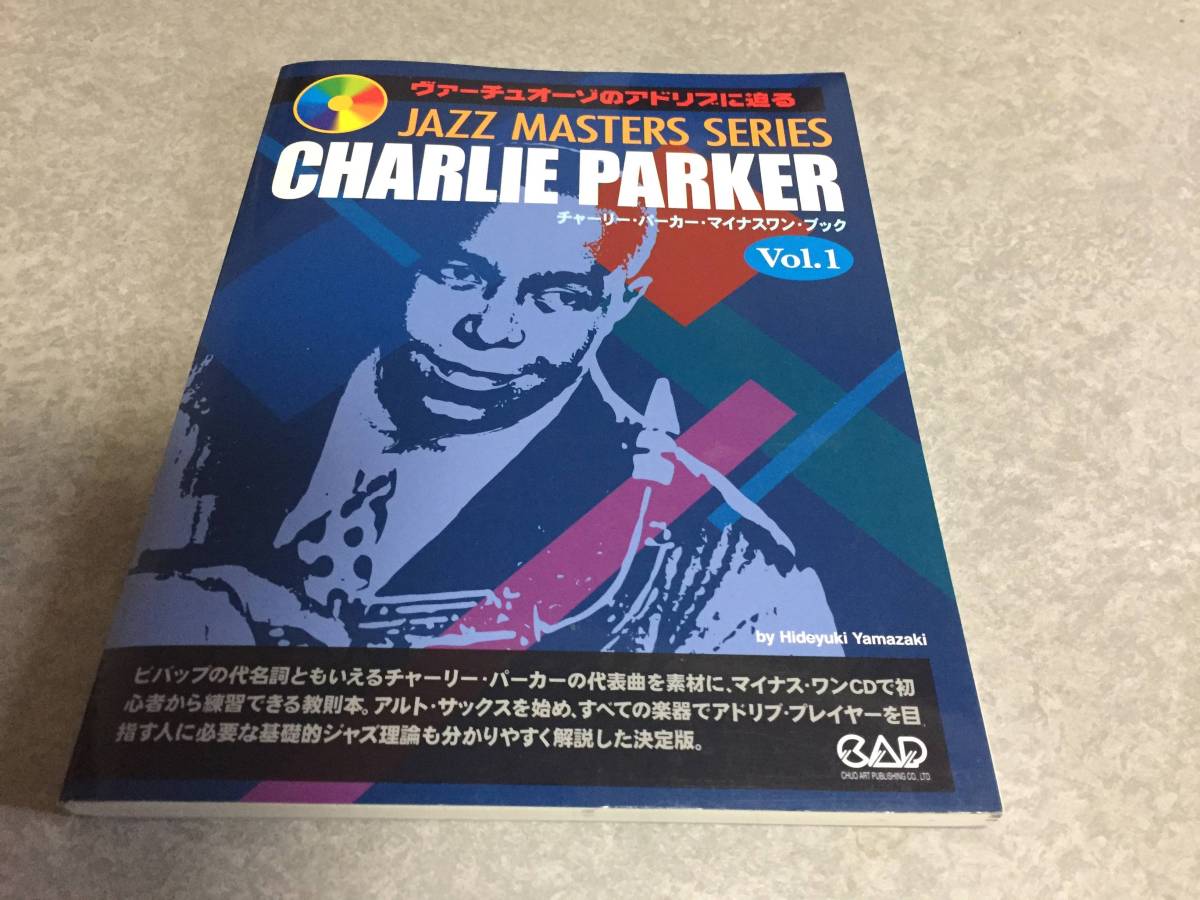 ヴァーチュオーゾのアドリブに迫る
JAZZ MASTERS SERIES
CHARLIE PARKER
チャーリー・パーカー・マイナスワン・ブック
Vol.1
by Hideyuki Yamazaki
ビバップの代名詞ともいえるチャーリー・パーカーの代表曲を素材に、マイナス・ワンCDで初
心者から練習できる教則本。アルト・サックスを始め、すべての楽器でアドリブ・プレイヤーを目
指す人に必要な基礎的ジャズ理論も分かりやすく解説した決定版。
CAP
CHUO ART PUBLISHING CO., LTD.